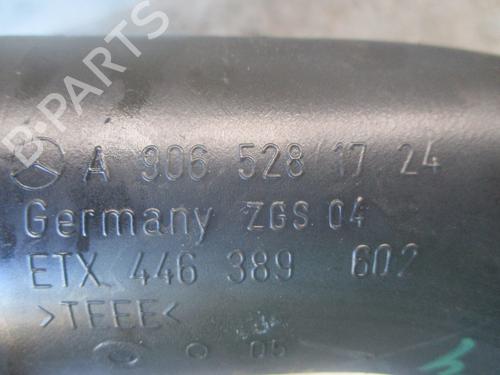 A 906 528 17 24
Germany ZGS 04
ETX 446 389 602
>TEEE<
05
B-PARTS